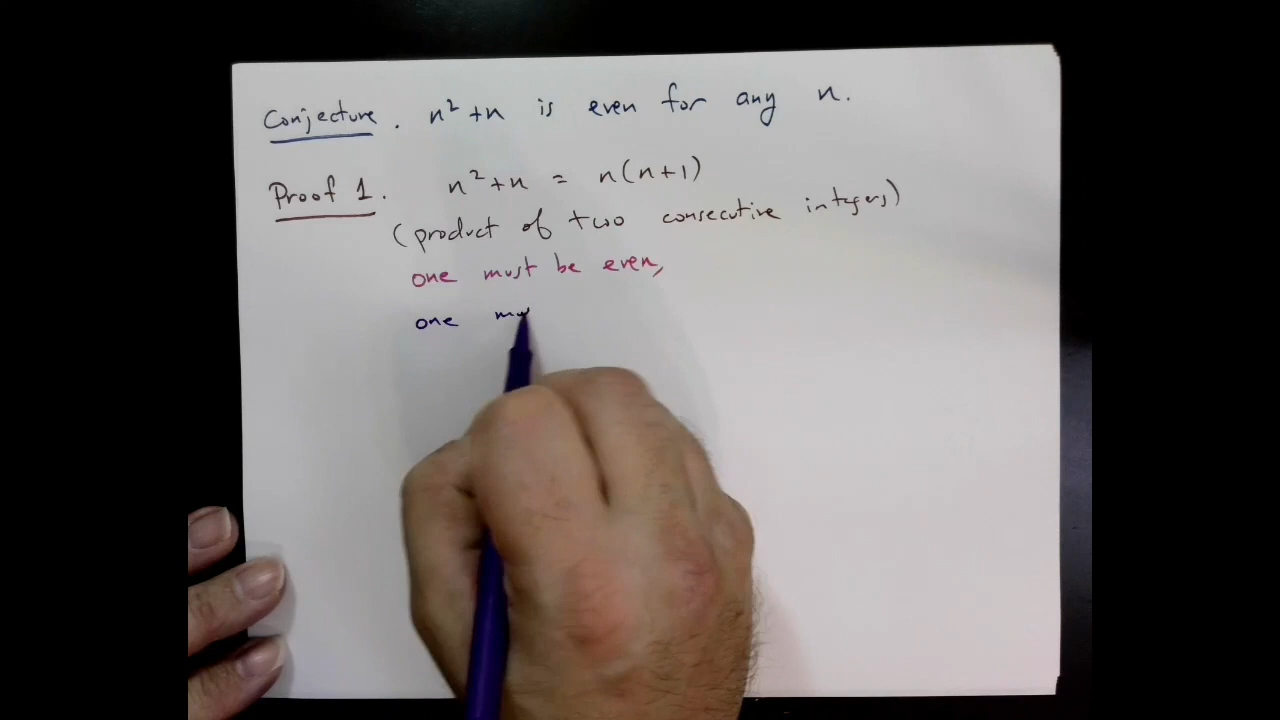 Conjecture. n² + n is even for any n.
Proof 1. n² + n = n(n+1)
(product of two consecutive integers)
one must be even,
one mu